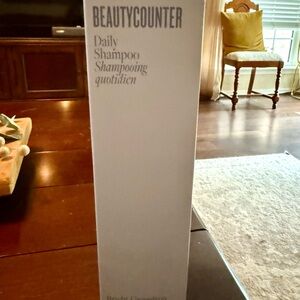 BEAUTYCOUNTER
Daily
Shampoo
Shampooing
quotidien